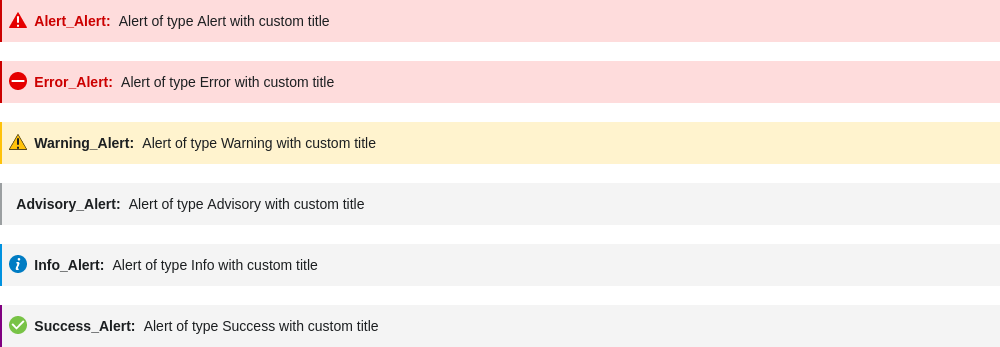 Alert_Alert: Alert of type Alert with custom title
Error_Alert: Alert of type Error with custom title
Warning_Alert: Alert of type Warning with custom title
Advisory_Alert: Alert of type Advisory with custom title
Info_Alert: Alert of type Info with custom title
Success_Alert: Alert of type Success with custom title